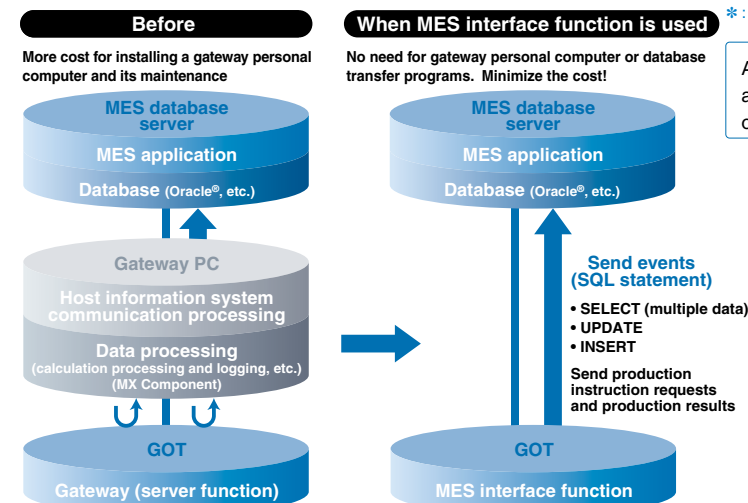 Before
More cost for installing a gateway personal
computer and its maintenance
MES database
server
MES application
Database (Oracle®, etc.)
Gateway PC
Host information system
communication processing
Data processing
(calculation processing and logging, etc.)
(MX Component)
GOT
Gateway (server function)
When MES interface function is used
No need for gateway personal computer or database
transfer programs. Minimize the cost!
MES database
server
MES application
Database (Oracle®, etc.)
Send events
(SQL statement)
• SELECT (multiple data)
• UPDATE
• INSERT
Send production
instruction requests
and production results
GOT
MES interface function
✻: